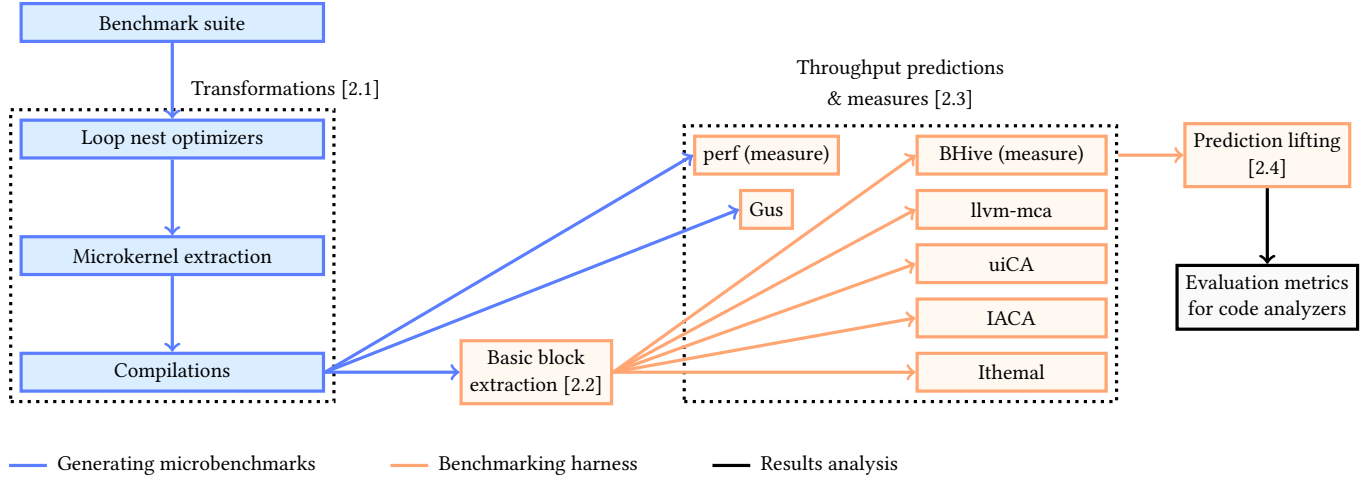 Benchmark suite
Transformations [2.1]
Loop nest optimizers
Microkernel extraction
Compilations
Basic block
extraction [2.2]
Throughput predictions
& measures [2.3]
perf (measure)
Gus
BHive (measure)
llvm-mca
uiCA
IACA
Ithemal
Prediction lifting
[2.4]
Evaluation metrics
for code analyzers
Generating microbenchmarks
Benchmarking harness
Results analysis